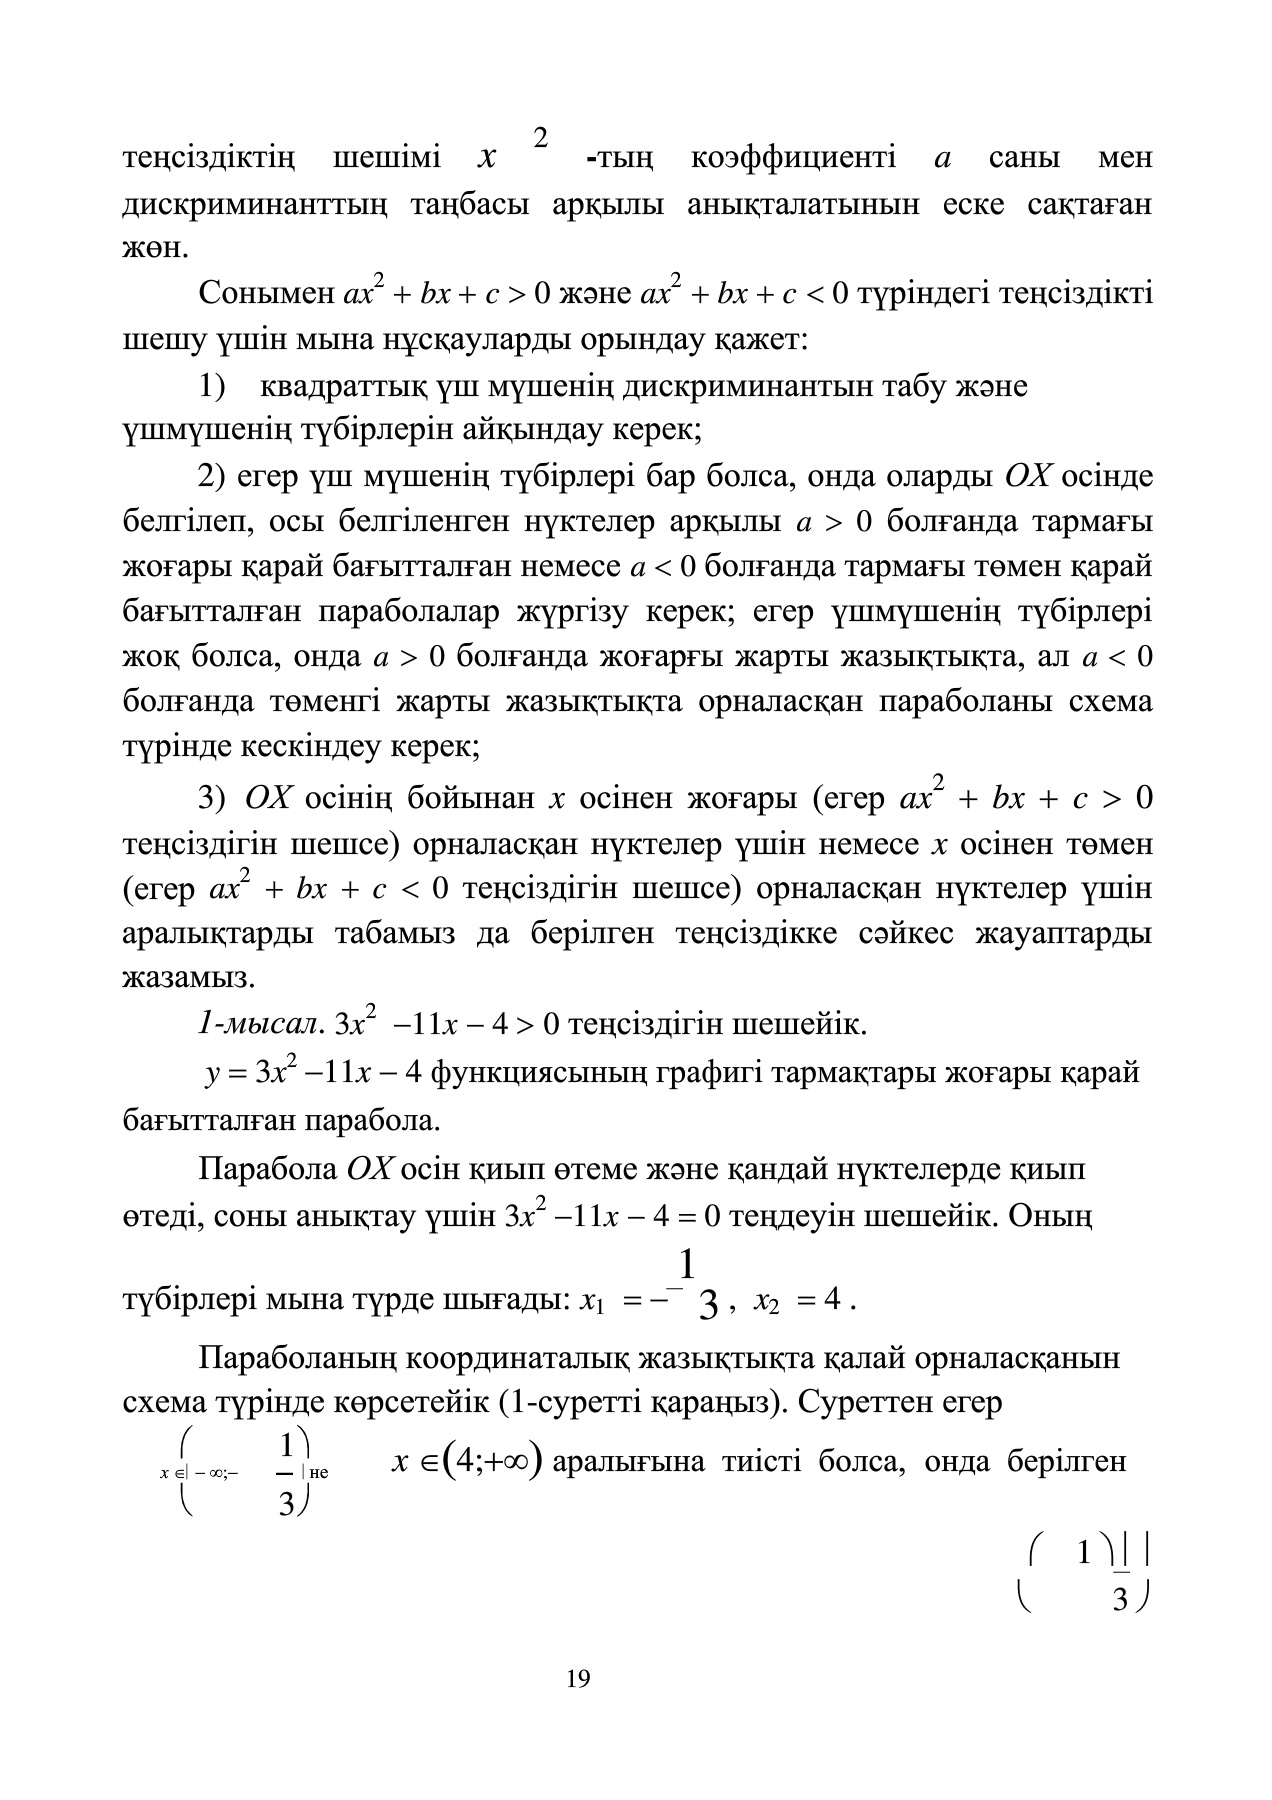 теңсіздіктің шешімі x ² -тың коэффициенті a саны мен
дискриминанттың таңбасы арқылы анықталатынын еске сақтаған
жөн.
Сонымен ax² + bx + c > 0 және ax² + bx + c < 0 түріндегі теңсіздікті
шешу үшін мына нұсқауларды орындау қажет:
1) квадраттық үш мүшенің дискриминантын табу және
үшмүшенің түбірлерін айқындау керек;
2) егер үш мүшенің түбірлері бар болса, онда оларды OX осінде
белгілеп, осы белгіленген нүктелер арқылы a > 0 болғанда тармағы
жоғары қарай бағытталған немесе a < 0 болғанда тармағы төмен қарай
бағытталған параболалар жүргізу керек; егер үшмүшенің түбірлері
жоқ болса, онда a > 0 болғанда жоғарғы жарты жазықтықта, ал a < 0
болғанда төменгі жарты жазықтықта орналасқан параболаны схема
түрінде кескіндеу керек;
3) OX осінің бойынан x осінен жоғары (егер ax² + bx + c > 0
теңсіздігін шешсе) орналасқан нүктелер үшін немесе x осінен төмен
(егер ax² + bx + c < 0 теңсіздігін шешсе) орналасқан нүктелер үшін
аралықтарды табамыз да берілген теңсіздікке сәйкес жауаптарды
жазамыз.
1-мысал. 3x² −11x − 4 > 0 теңсіздігін шешейік.
y = 3x² −11x − 4 функциясының графигі тармақтары жоғары қарай
бағытталған парабола.
Парабола OX осін қиып өтеме және қандай нүктелерде қиып
өтеді, соны анықтау үшін 3x² −11x − 4 = 0 теңдеуін шешейік. Оның
1
түбірлері мына түрде шығады: x₁ = −‾ 3 , x₂ = 4 .
Параболаның координаталық жазықтықта қалай орналасқанын
схема түрінде көрсетейік (1-суретті қараңыз). Суреттен егер
⎛ 1⎞
x ∈| − ∞;− — | не x ∈(4;+∞) аралығына тиісті болса, онда берілген
⎝ 3⎠
⎛ 1 ⎞| |
⎝ 3 ⎠
19